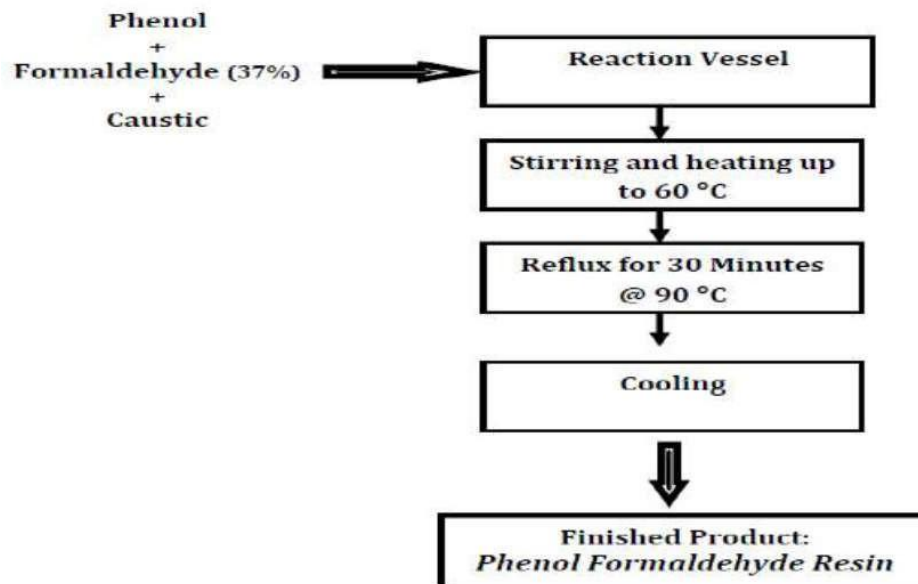 Phenol
+
Formaldehyde (37%)
+
Caustic
Reaction Vessel
Stirring and heating up
to 60 °C
Reflux for 30 Minutes
@ 90 °C
Cooling
Finished Product:
Phenol Formaldehyde Resin